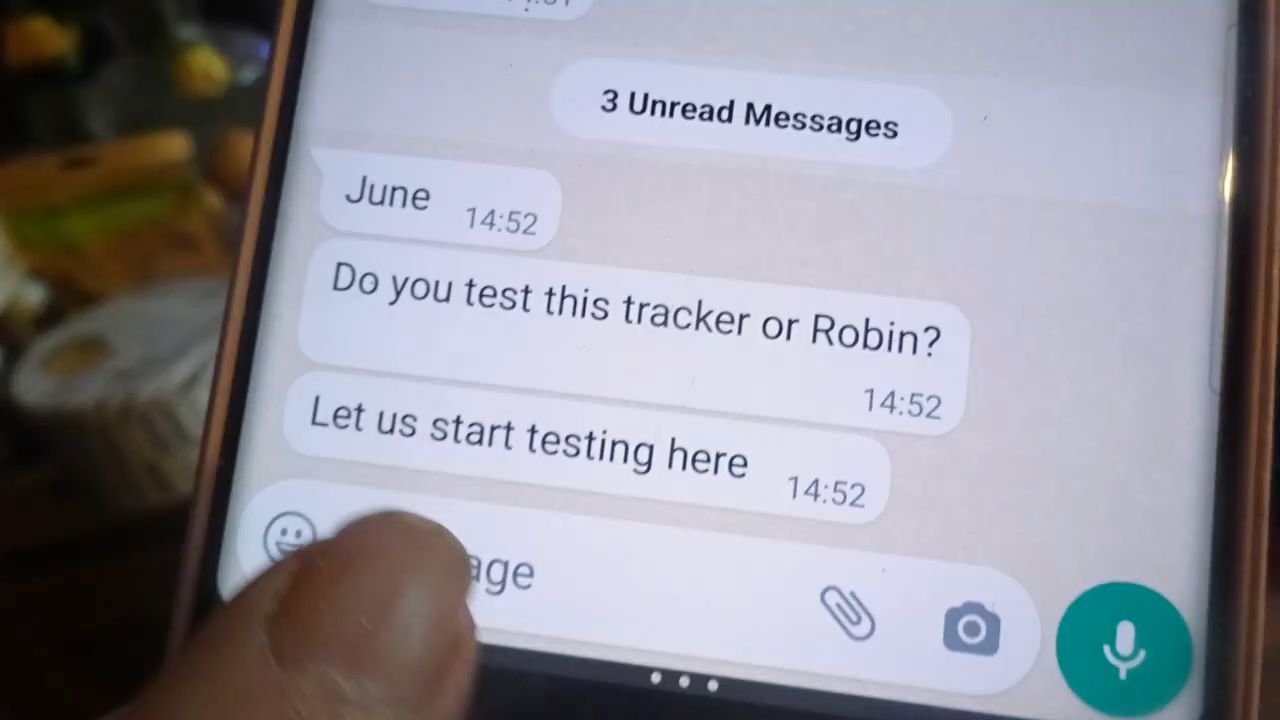 3 Unread Messages
June 14:52
Do you test this tracker or Robin?
14:52
Let us start testing here 14:52